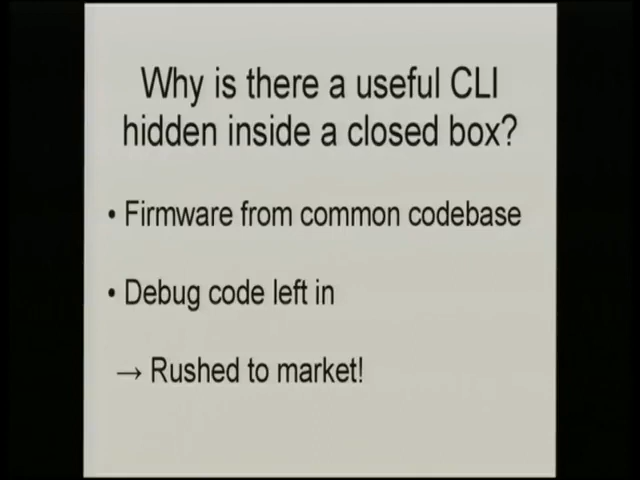 Why is there a useful CLI
hidden inside a closed box?
• Firmware from common codebase
• Debug code left in
→ Rushed to market!